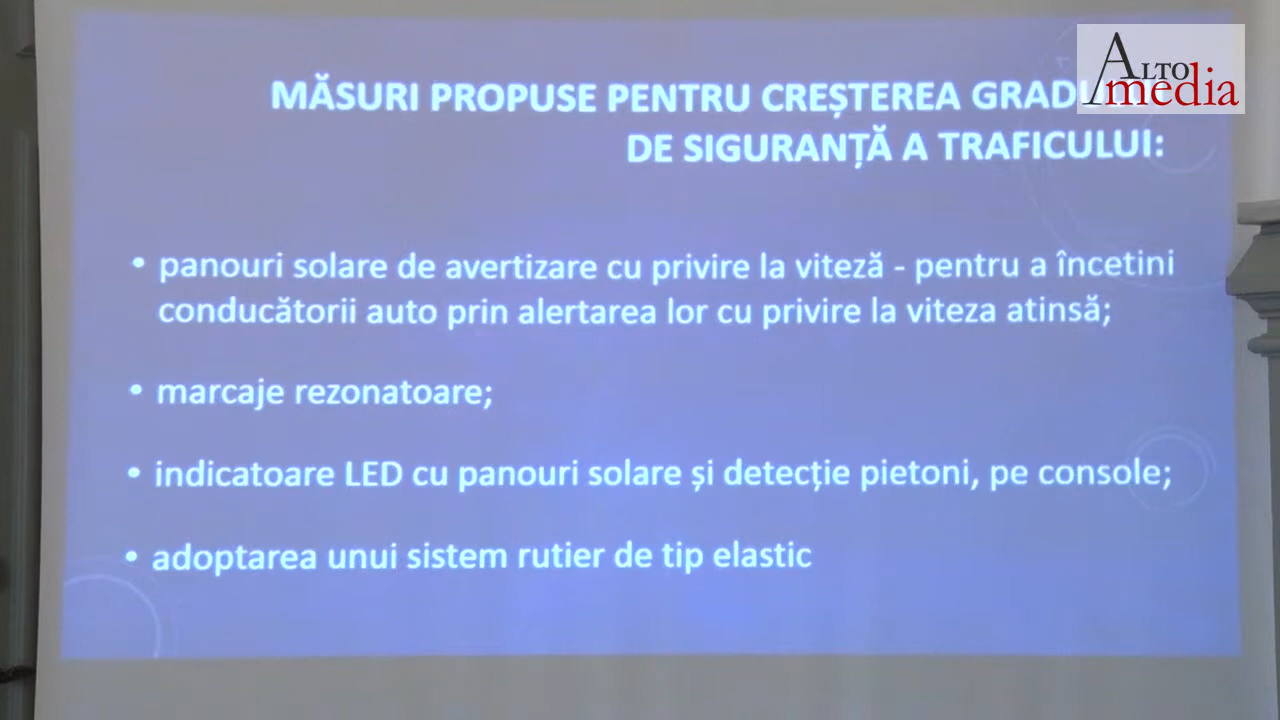 ALTO
media
MĂSURI PROPUSE PENTRU CREȘTEREA
DE SIGURANȚĂ A TRAFICULUI:
• panouri solare de avertizare cu privire la viteză - pentru a încetini
conducătorii auto prin alertarea lor cu privire la viteza atinsă;
• marcaje rezonatoare;
• indicatoare LED cu panouri solare și detecție pietoni, pe console;
• adoptarea unui sistem rutier de tip elastic